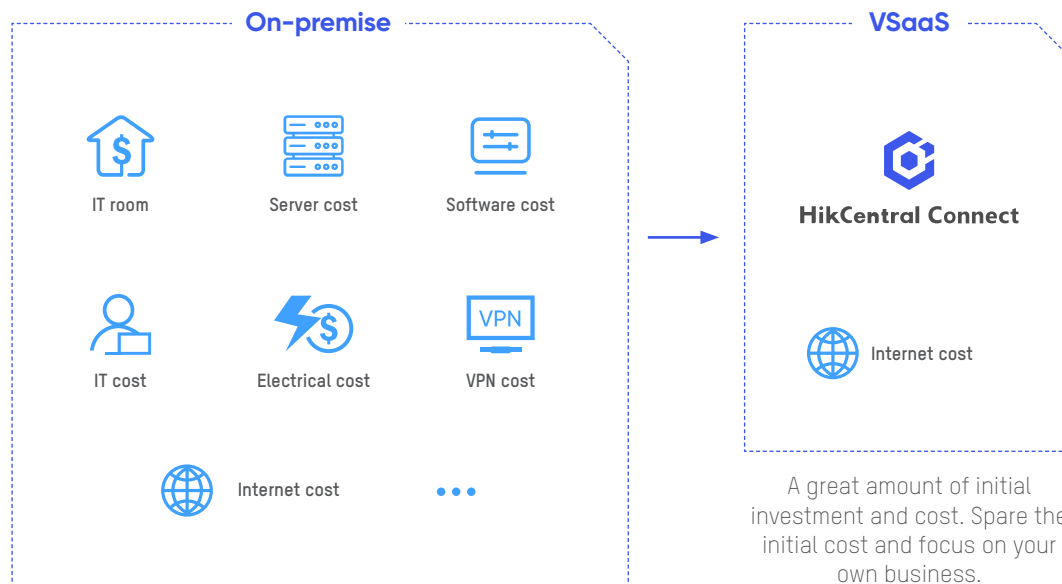 On-premise
IT room
Server cost
Software cost
IT cost
Electrical cost
VPN
VPN cost
Internet cost
VSaaS
HikCentral Connect
Internet cost
A great amount of initial
investment and cost. Spare the
initial cost and focus on your
own business.